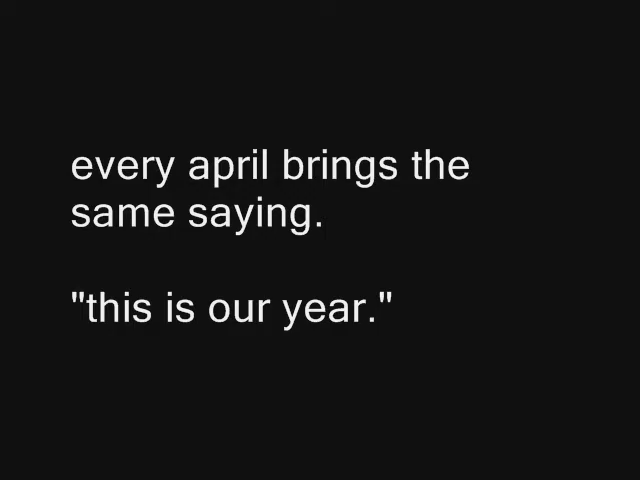 every april brings the
same saying.
"this is our year."